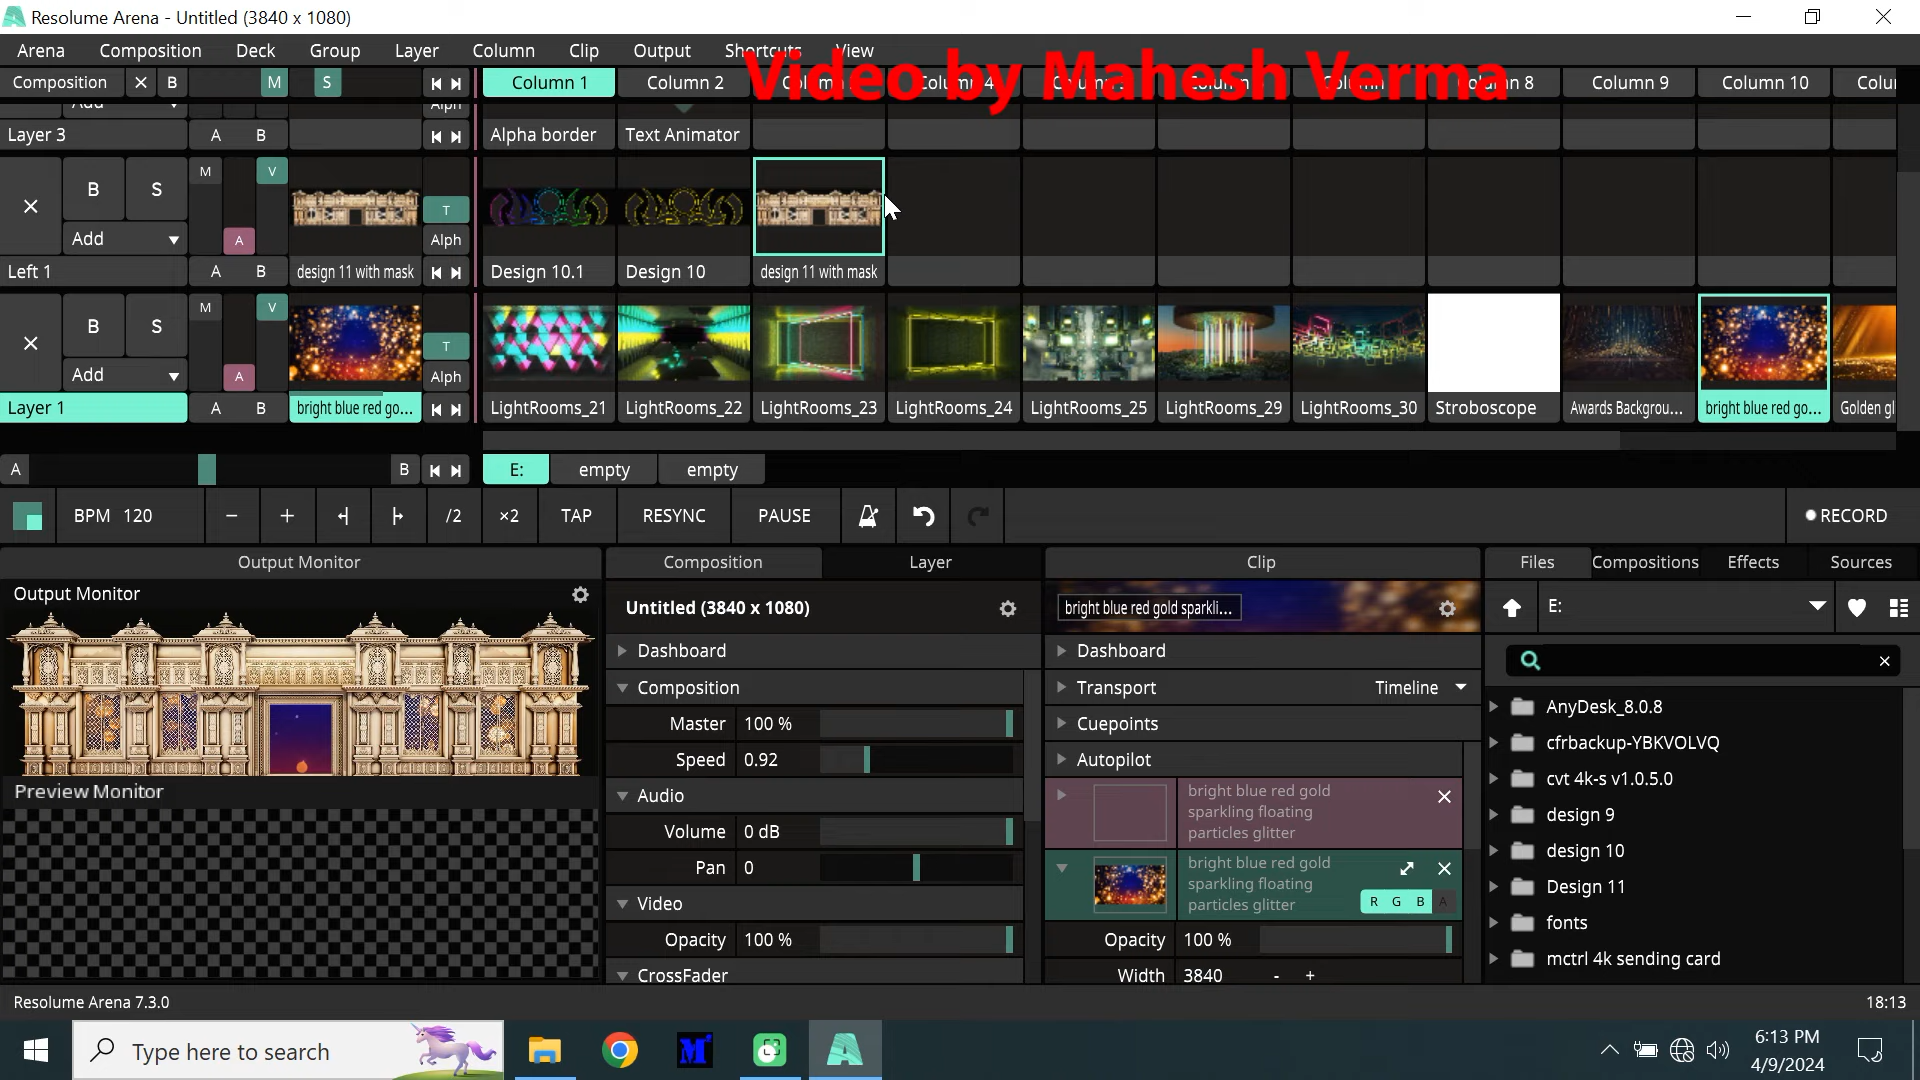 Resolume Arena - Untitled (3840 x 1080)
Arena Composition Deck Group Layer Column Clip Output Shortcuts View
Video by Mahesh Verma
Composition B M S Column 1 Column 2 Column 4 Column 9 Column 10
Alph
Layer 3 A B Alpha border Text Animator
M V
B S
T
Add A Alph
Left 1 A B design 11 with mask Design 10.1 Design 10 design 11 with mask
M V
B S
T
Add A Alph
Layer 1 A B bright blue red go... LightRooms_21 LightRooms_22 LightRooms_23 LightRooms_24 LightRooms_25 LightRooms_29 LightRooms_30 Stroboscope Awards Backgrou... bright blue red go... Golden gl
A B E: empty empty
BPM 120 - + /2 ×2 TAP RESYNC PAUSE RECORD
Output Monitor Composition Layer Clip Files Compositions Effects Sources
Output Monitor
Preview Monitor
Untitled (3840 x 1080)
Dashboard
Composition
Master 100 %
Speed 0.92
Audio
Volume 0 dB
Pan 0
Video
Opacity 100 %
CrossFader
bright blue red gold sparkli...
Dashboard
Transport Timeline
Cuepoints
Autopilot
bright blue red gold
sparkling floating
particles glitter
bright blue red gold
sparkling floating
particles glitter
R G B A
Opacity 100 %
Width 3840 - +
E:
AnyDesk_8.0.8
cfrbackup-YBKVOLVQ
cvt 4k-s v1.0.5.0
design 9
design 10
Design 11
fonts
mctrl 4k sending card
Resolume Arena 7.3.0 18:13
Type here to search
6:13 PM
4/9/2024